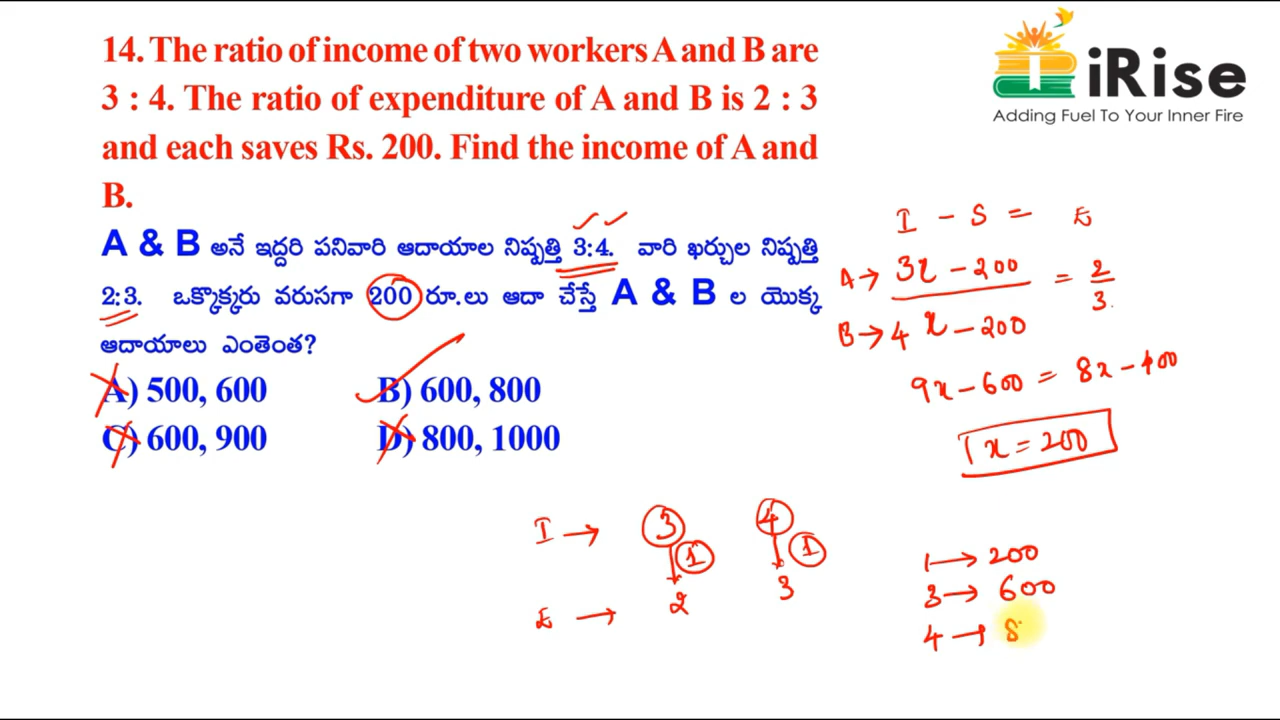 14. The ratio of income of two workers A and B are
3 : 4. The ratio of expenditure of A and B is 2 : 3
and each saves Rs. 200. Find the income of A and
B.
A & B అనే ఇద్దరి పనివారి ఆదాయాల నిష్పత్తి 3:4. వారి ఖర్చుల నిష్పత్తి
2:3. ఒక్కొక్కరు వరుసగా 200 రూ.లు ఆదా చేస్తే A & B ల యొక్క
ఆదాయాలు ఎంతెంత?
A) 500, 600 B) 600, 800
C) 600, 900 D) 800, 1000
iRise
Adding Fuel To Your Inner Fire
I - S = E
A → 3x - 200 = 2
B → 4x - 200 3
9x - 600 = 8x - 400
x = 200
I → 3 4
1 1
E → 2 3
1 → 200
3 → 600
4 → 8